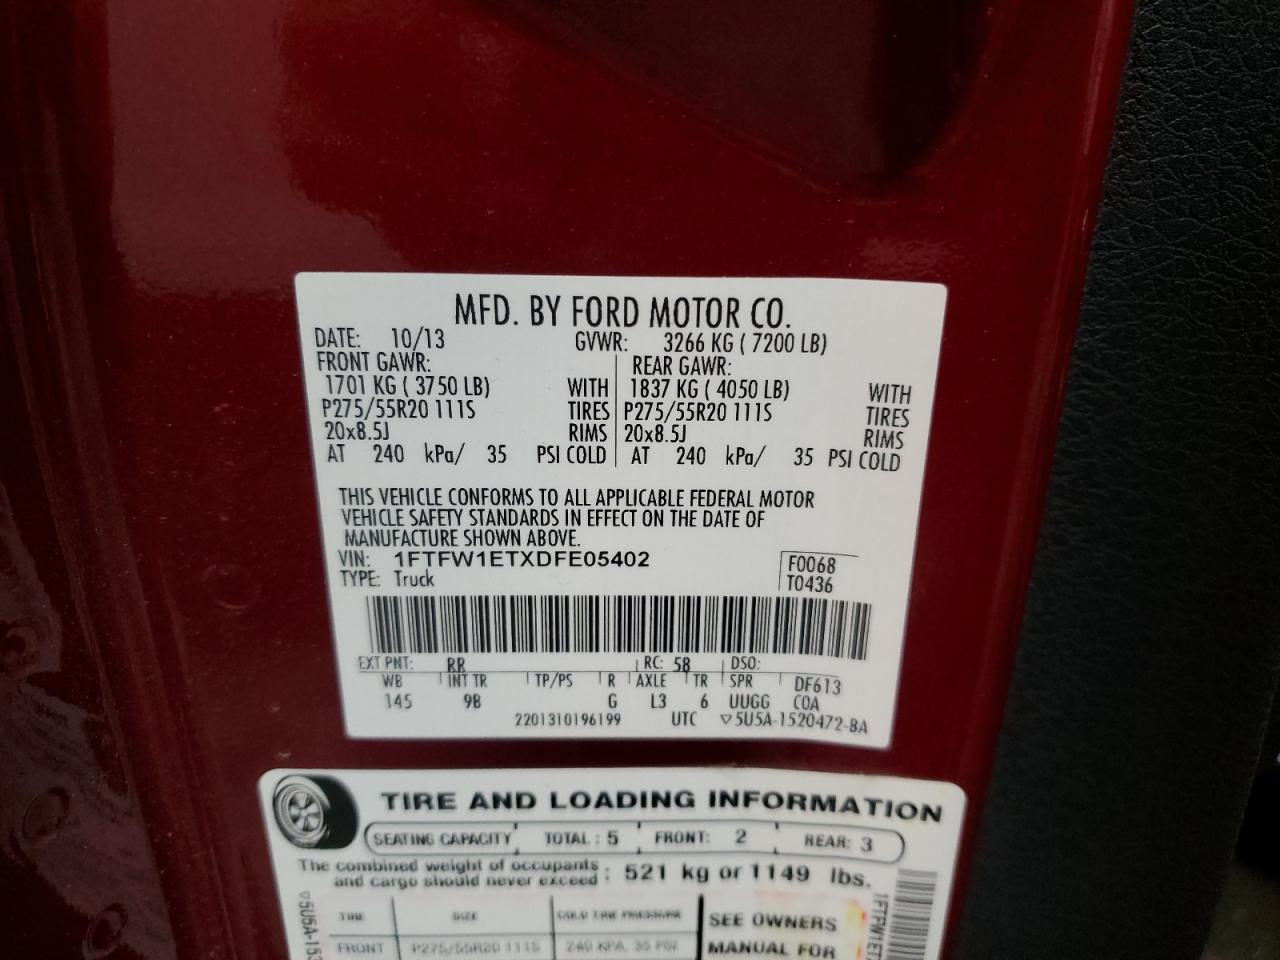 MFD. BY FORD MOTOR CO.
DATE: 10/13 GVWR: 3266 KG ( 7200 LB)
FRONT GAWR: REAR GAWR:
1701 KG ( 3750 LB) WITH 1837 KG ( 4050 LB) WITH
P275/55R20 111S TIRES P275/55R20 111S TIRES
20x8.5J RIMS 20x8.5J RIMS
AT 240 kPa/ 35 PSI COLD AT 240 kPa/ 35 PSI COLD
THIS VEHICLE CONFORMS TO ALL APPLICABLE FEDERAL MOTOR
VEHICLE SAFETY STANDARDS IN EFFECT ON THE DATE OF
MANUFACTURE SHOWN ABOVE.
VIN: 1FTFW1ETXDFE05402 F0068
TYPE: Truck T0436
EXT PNT: RR RC: 58 DSO:
WB INT TR TP/PS R AXLE TR SPR DF613
145 9B G L3 6 UUGG COA
2201310196199 UTC ▽5U5A-1520472-BA
TIRE AND LOADING INFORMATION
SEATING CAPACITY TOTAL : 5 FRONT: 2 REAR: 3
The combined weight of occupants
and cargo should never exceed : 521 kg or 1149 lbs.
TIRE SIZE COLD TIRE PRESSURE SEE OWNERS
FRONT P275/55R20 111S 240 KPA, 35 PSI MANUAL FOR
▽5U5A-153
1FTFW1ET